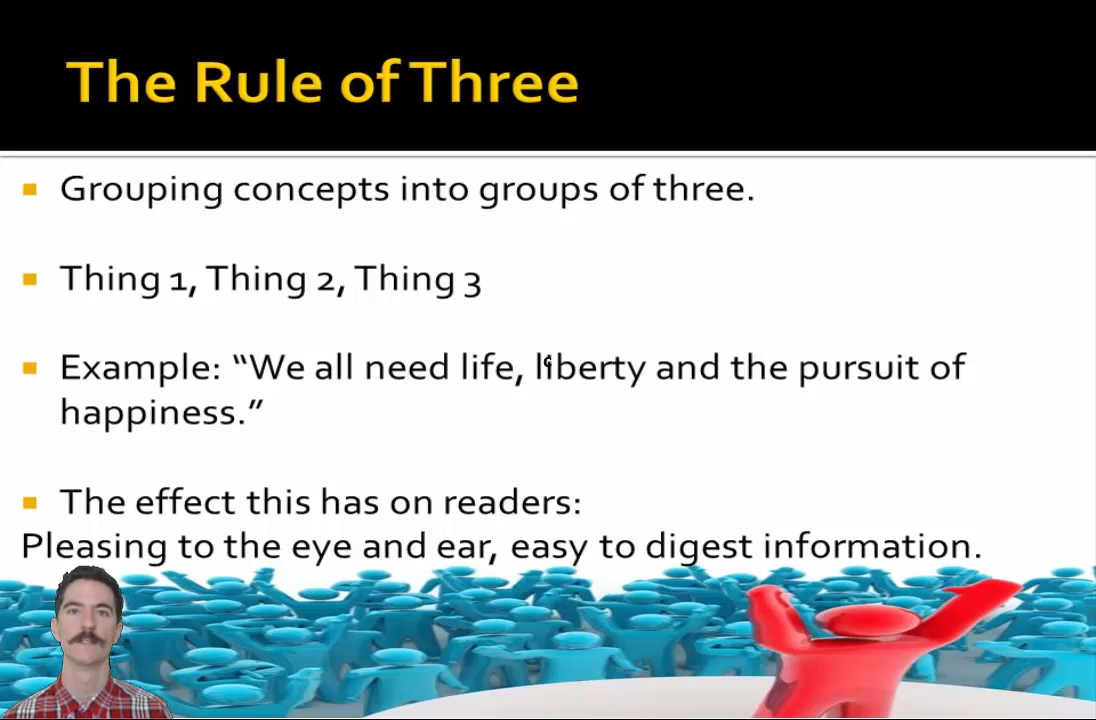 The Rule of Three
Grouping concepts into groups of three.
Thing 1, Thing 2, Thing 3
Example: “We all need life, liberty and the pursuit of
happiness.”
The effect this has on readers:
Pleasing to the eye and ear, easy to digest information.